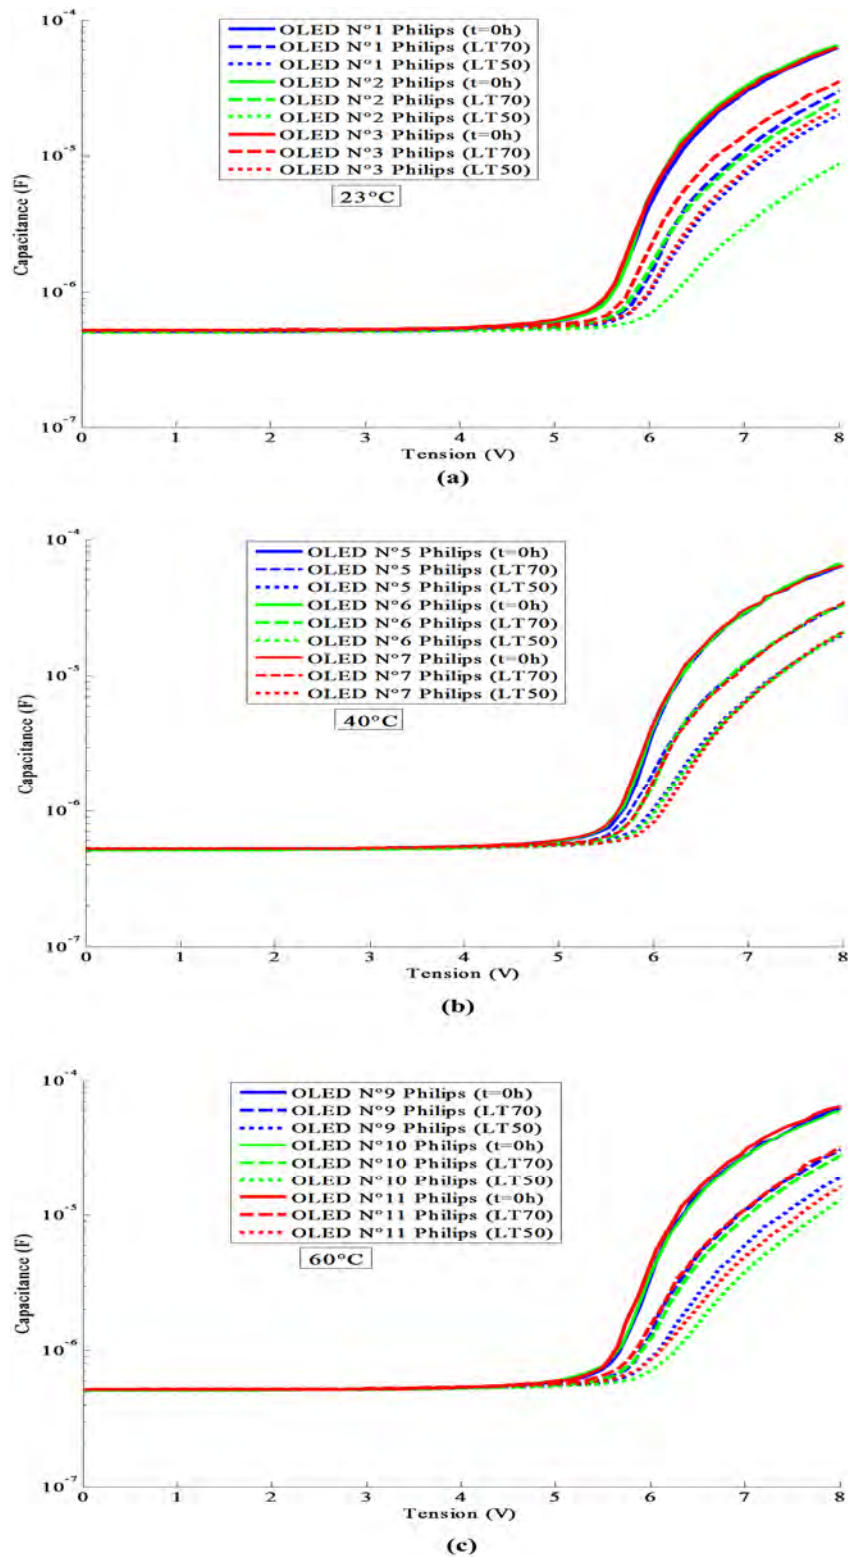 10⁻⁴
OLED N°1 Philips (t=0h)
OLED N°1 Philips (LT70)
OLED N°1 Philips (LT50)
OLED N°2 Philips (t=0h)
OLED N°2 Philips (LT70)
OLED N°2 Philips (LT50)
OLED N°3 Philips (t=0h)
OLED N°3 Philips (LT70)
OLED N°3 Philips (LT50)
23°C
10⁻⁵
Capacitance (F)
10⁻⁶
10⁻⁷
0 1 2 3 4 5 6 7 8
Tension (V)
(a)
10⁻⁴
OLED N°5 Philips (t=0h)
OLED N°5 Philips (LT70)
OLED N°5 Philips (LT50)
OLED N°6 Philips (t=0h)
OLED N°6 Philips (LT70)
OLED N°6 Philips (LT50)
OLED N°7 Philips (t=0h)
OLED N°7 Philips (LT70)
OLED N°7 Philips (LT50)
40°C
10⁻⁵
Capacitance (F)
10⁻⁶
10⁻⁷
0 1 2 3 4 5 6 7 8
Tension (V)
(b)
10⁻⁴
OLED N°9 Philips (t=0h)
OLED N°9 Philips (LT70)
OLED N°9 Philips (LT50)
OLED N°10 Philips (t=0h)
OLED N°10 Philips (LT70)
OLED N°10 Philips (LT50)
OLED N°11 Philips (t=0h)
OLED N°11 Philips (LT70)
OLED N°11 Philips (LT50)
60°C
10⁻⁵
Capacitance (F)
10⁻⁶
10⁻⁷
0 1 2 3 4 5 6 7 8
Tension (V)
(c)